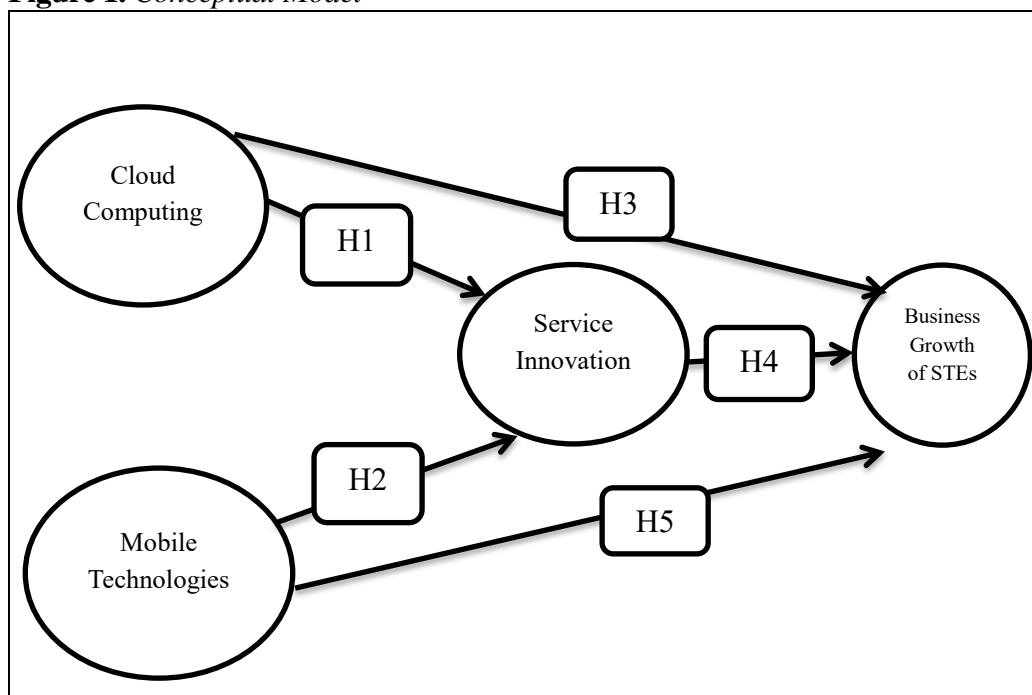 Figure 1. Conceptual Model
Cloud
Computing
H3
H1
Service
Innovation
Business
Growth
of STEs
H4
H2
H5
Mobile
Technologies